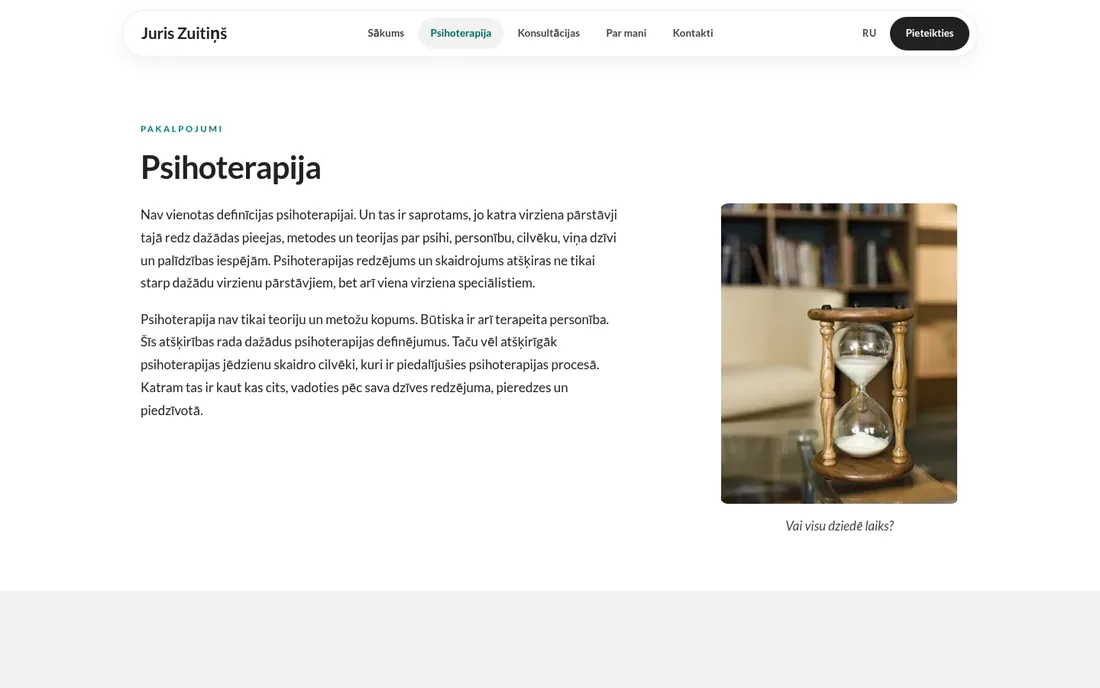 Juris Zuitiņš
Sākums
Psihoterapija
Konsultācijas
Par mani
Kontakti
RU
Pieteikties
PAKALPOJUMI
Psihoterapija
Nav vienotas definīcijas psihoterapijai. Un tas ir saprotams, jo katra virziena pārstāvji
tajā redz dažādas pieejas, metodes un teorijas par psihi, personību, cilvēku, viņa dzīvi
un palīdzības iespējām. Psihoterapijas redzējums un skaidrojums atšķiras ne tikai
starp dažādu virzienu pārstāvjiem, bet arī viena virziena speciālistiem.
Psihoterapija nav tikai teoriju un metožu kopums. Būtiska ir arī terapeita personība.
Šīs atšķirības rada dažādus psihoterapijas definējumus. Taču vēl atšķirīgāk
psihoterapijas jēdzienu skaidro cilvēki, kuri ir piedalījušies psihoterapijas procesā.
Katram tas ir kaut kas cits, vadoties pēc sava dzīves redzējuma, pieredzes un
piedzīvotā.
Vai visu dziedē laiks?